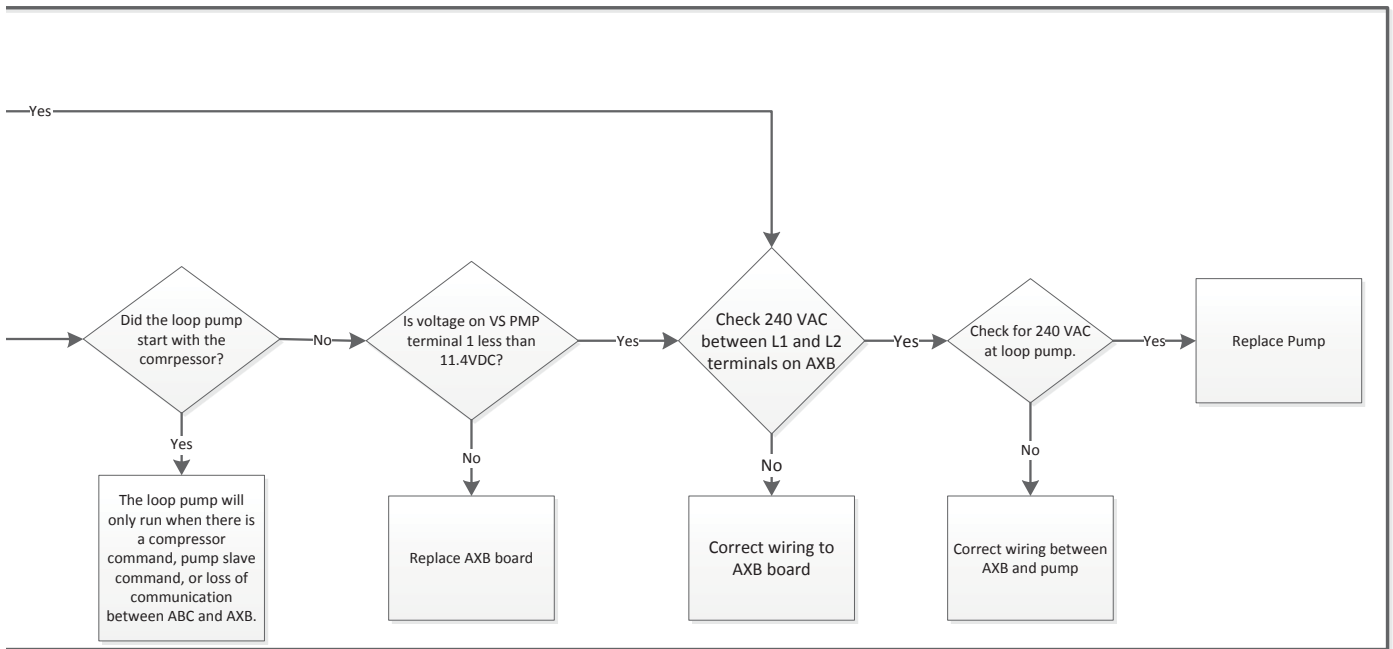 Yes
Did the loop pump
start with the
comrpessor?
No
Is voltage on VS PMP
terminal 1 less than
11.4VDC?
Yes
Check 240 VAC
between L1 and L2
terminals on AXB
Yes
Check for 240 VAC
at loop pump.
Yes
Replace Pump
Yes
No
No
No
The loop pump will
only run when there is
a compressor
command, pump slave
command, or loss of
communication
between ABC and AXB.
Replace AXB board
Correct wiring to
AXB board
Correct wiring between
AXB and pump